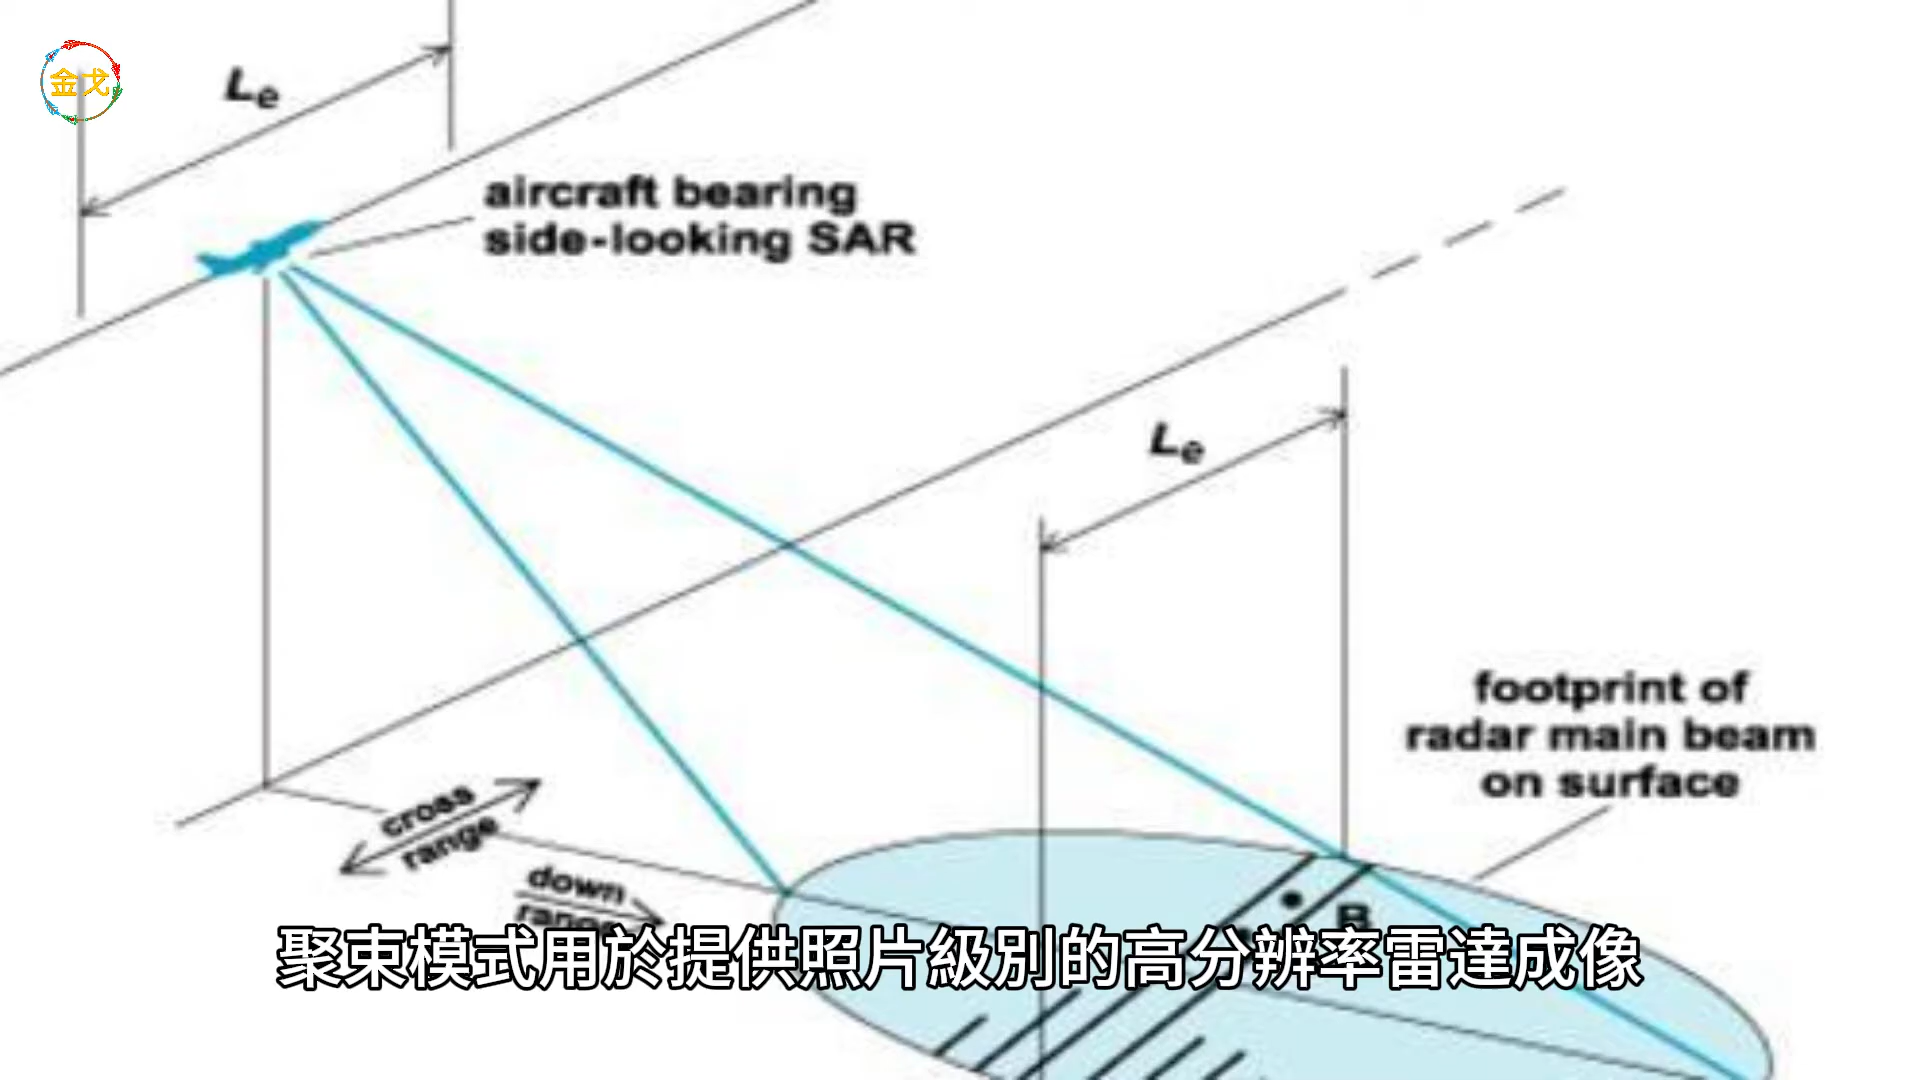 金戈
Le
aircraft bearing
side-looking SAR
Le
footprint of
radar main beam
on surface
cross
range
down
range
B
聚束模式用於提供照片級別的高分辨率雷達成像